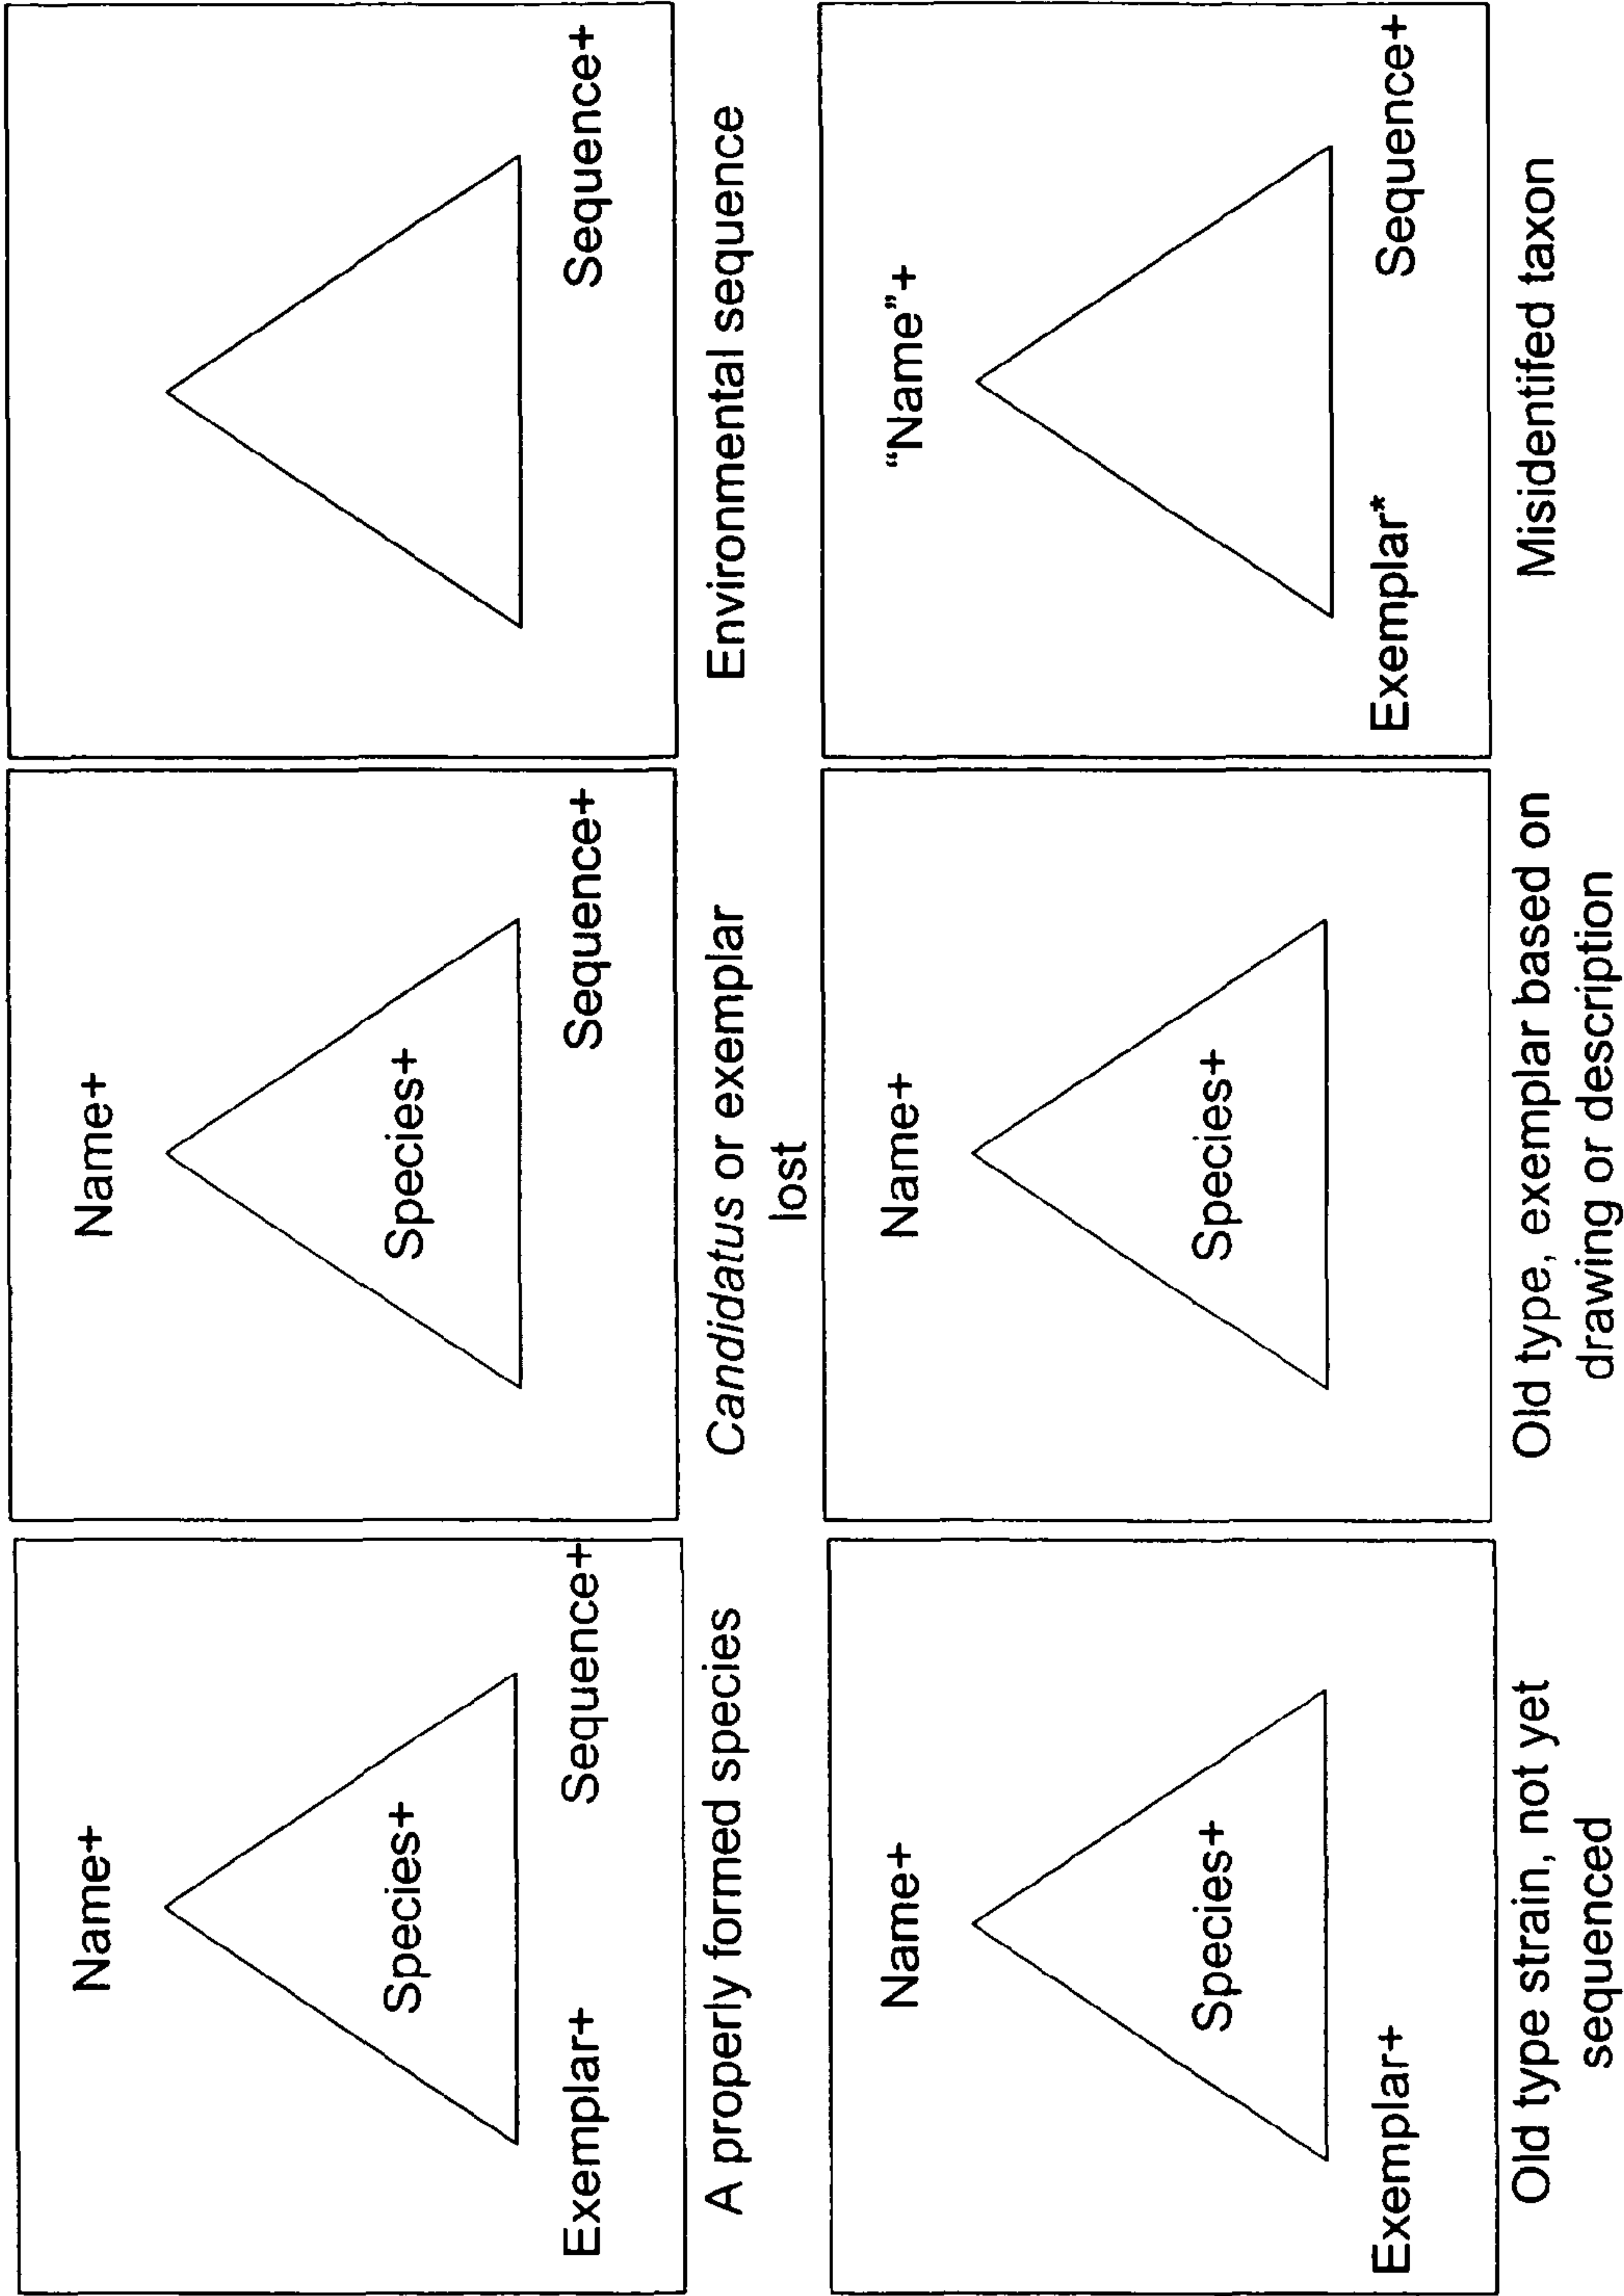 Name+
Species+
Exemplar+ Sequence+
A properly formed species
Name+
Species+
Sequence+
Candidatus or exemplar
lost
Sequence+
Environmental sequence
Name+
Species+
Exemplar+
Old type strain, not yet
sequenced
Name+
Species+
Old type, exemplar based on
drawing or description
“Name”+
Exemplar* Sequence+
Misidentifed taxon